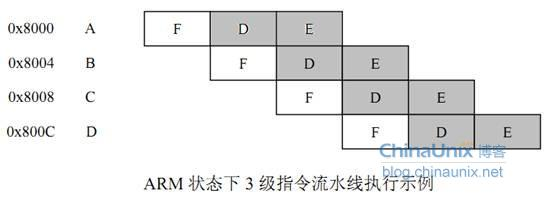 0x8000 A F D E
0x8004 B F D E
0x8008 C F D E
0x800C D F D E
ChinaUnix 博客
blog.chinaunix.net
ARM 状态下 3 级指令流水线执行示例